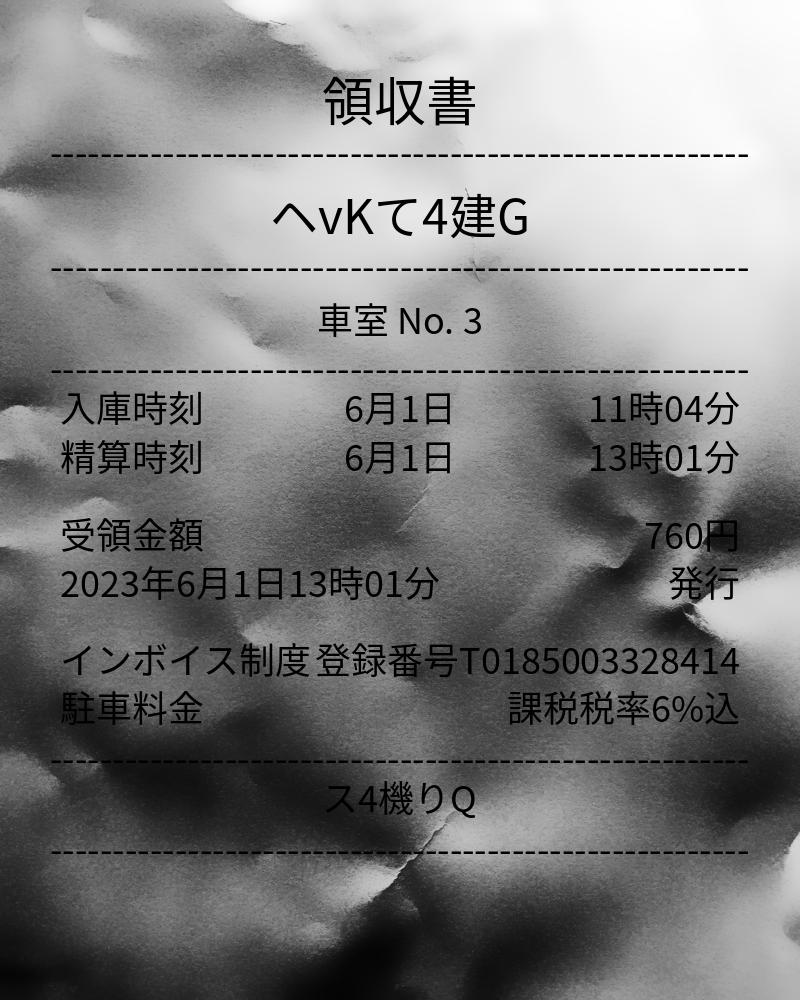 領収書
へvKて4建G
車室 No. 3
入庫時刻 6月1日 11時04分
精算時刻 6月1日 13時01分
受領金額 760円
2023年6月1日13時01分 発行
インボイス制度 登録番号T0185003328414
駐車料金 課税税率6%込
ス4機りQ